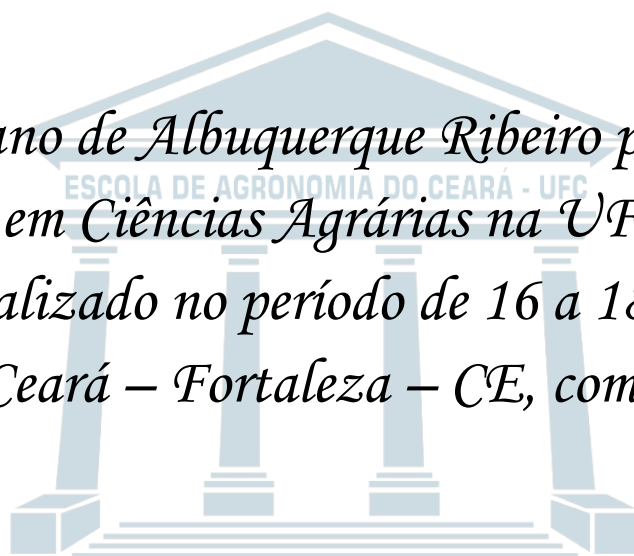 ano de Albuquerque Ribeiro p
ESCOLA DE AGRONOMIA DO CEARÁ - UFC
em Ciências Agrárias na UF
alizado no período de 16 a 18
Ceará – Fortaleza – CE, com